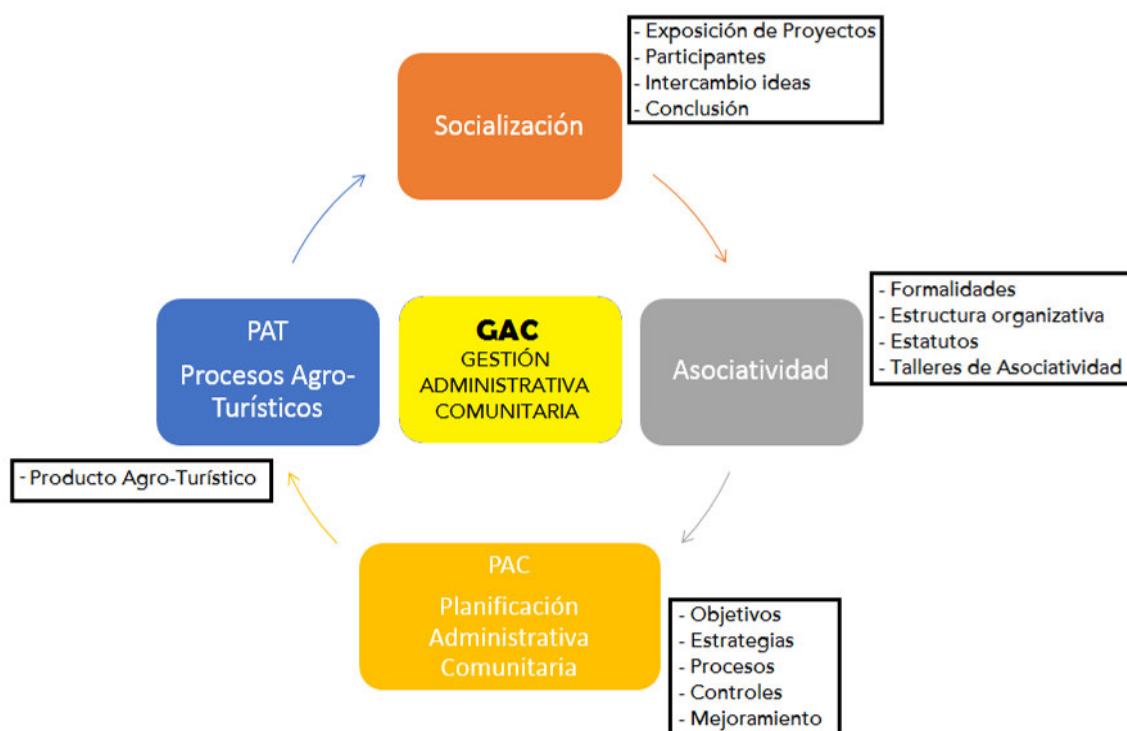 Socialización
- Exposición de Proyectos
- Participantes
- Intercambio ideas
- Conclusión
PAT
Procesos Agro-
Turísticos
GAC
GESTIÓN
ADMINISTRATIVA
COMUNITARIA
Asociatividad
- Formalidades
- Estructura organizativa
- Estatutos
- Talleres de Asociatividad
- Producto Agro-Turístico
PAC
Planificación
Administrativa
Comunitaria
- Objetivos
- Estrategias
- Procesos
- Controles
- Mejoramiento